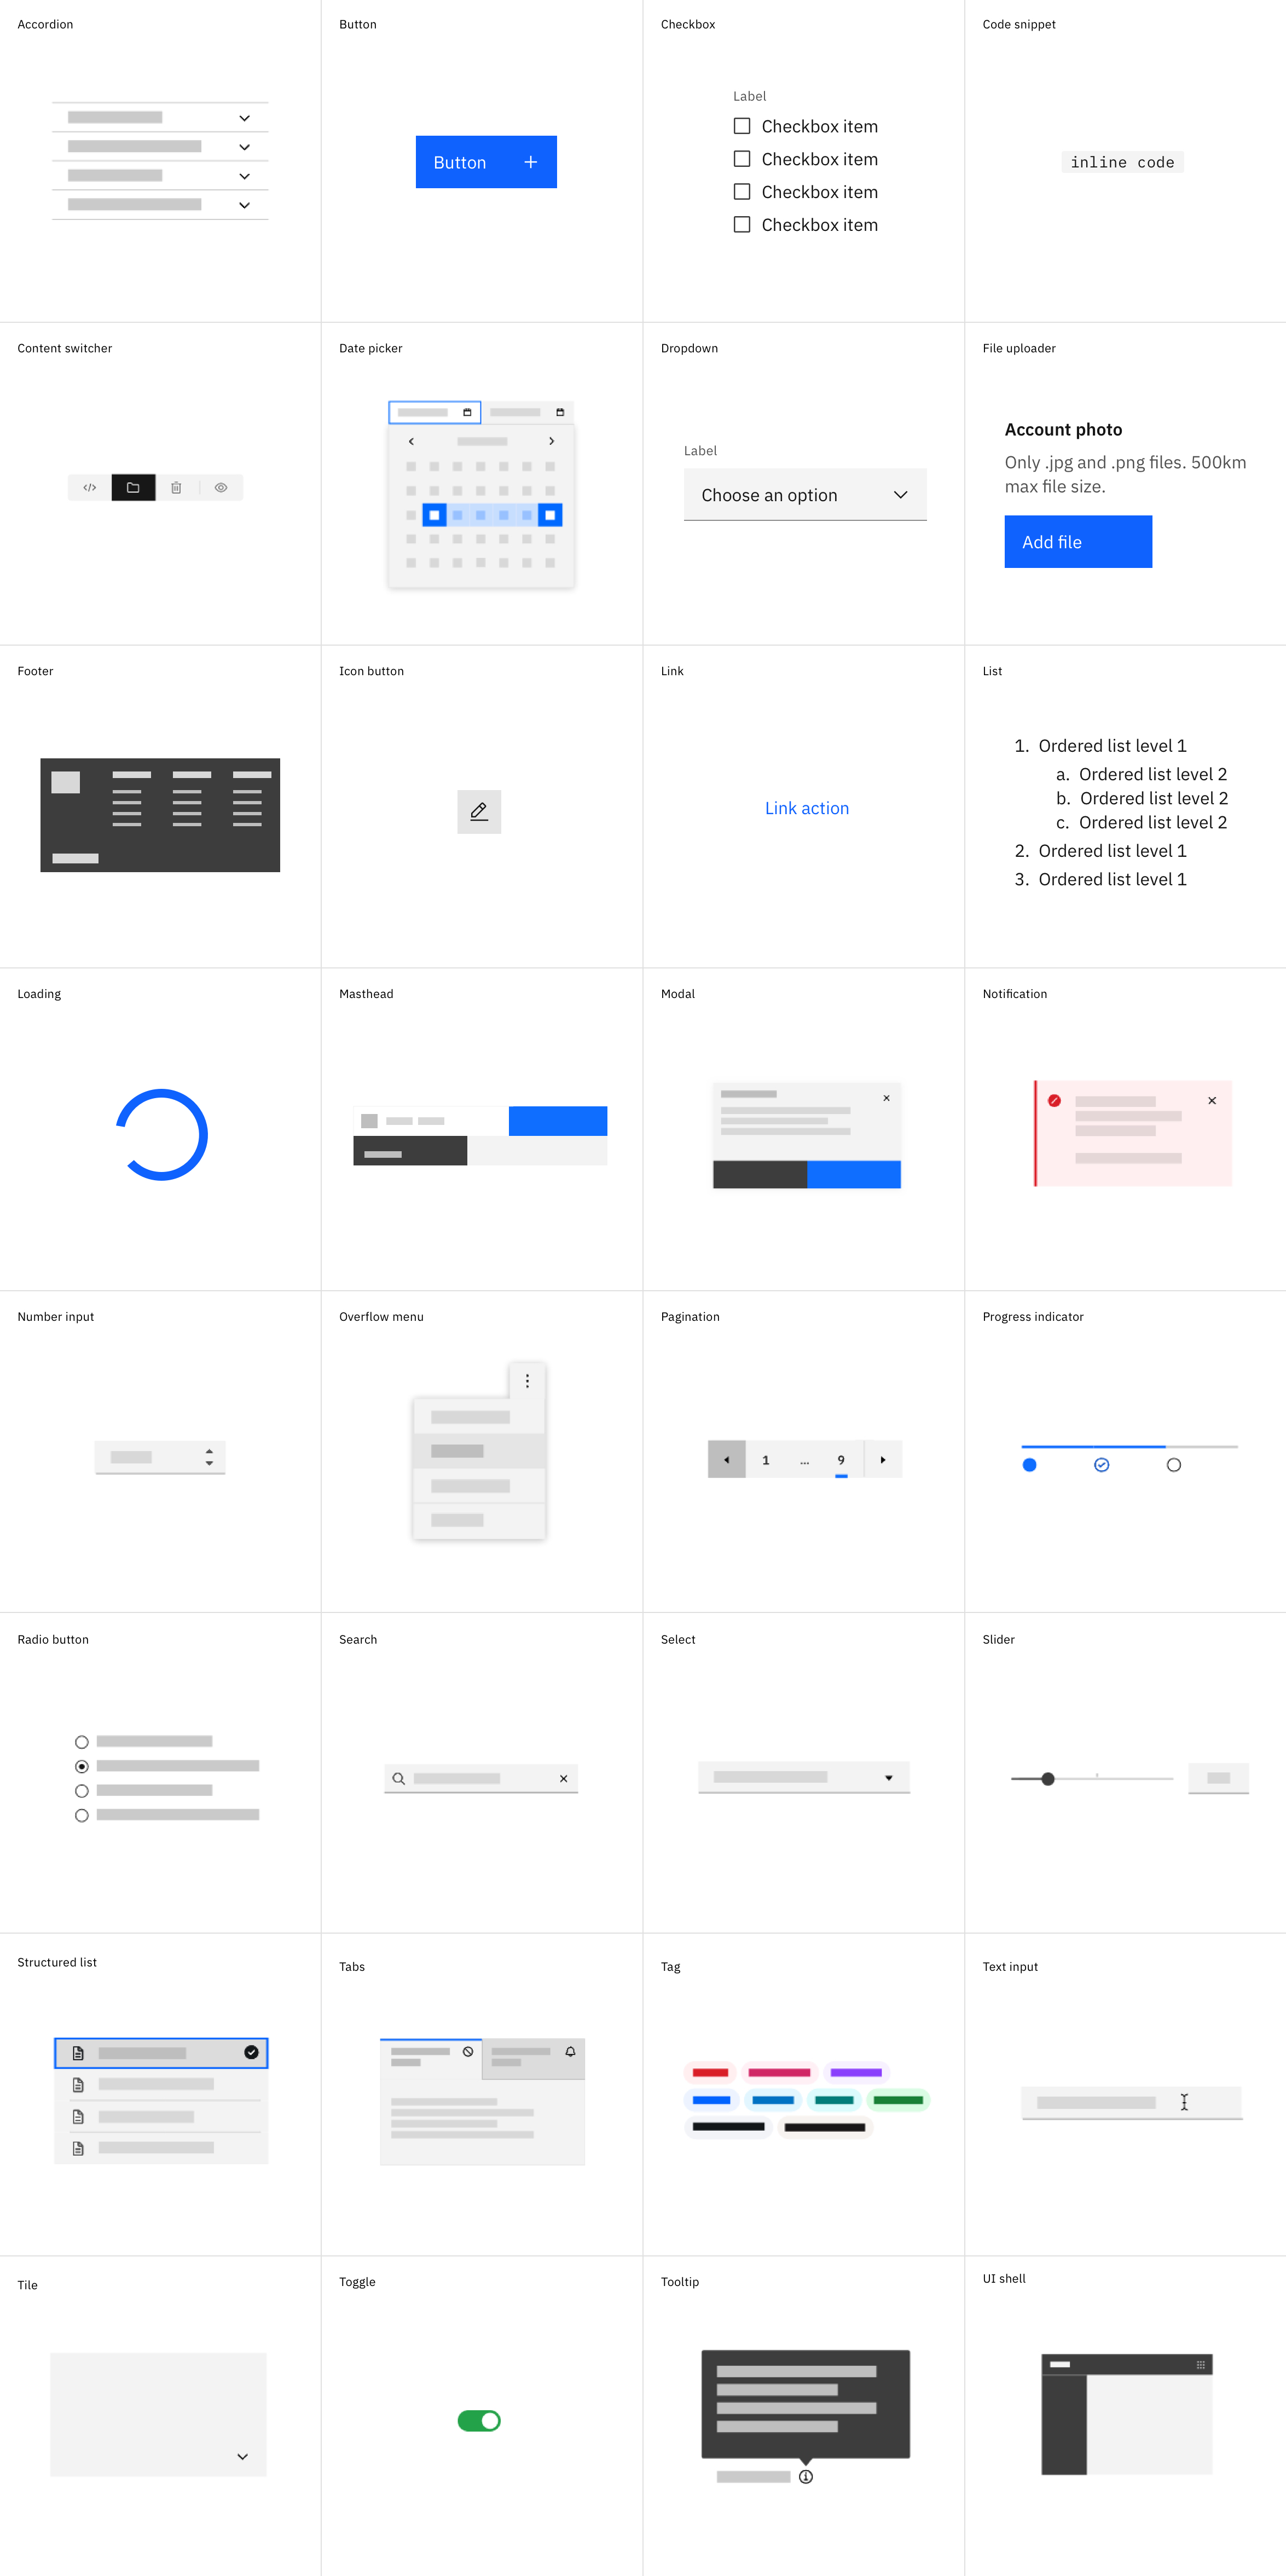 Accordion
Button
Checkbox
Code snippet
Button
Label
Checkbox item
Checkbox item
Checkbox item
Checkbox item
inline code
Content switcher
Date picker
Dropdown
File uploader
Label
Choose an option
Account photo
Only .jpg and .png files. 500km
max file size.
Add file
Footer
Icon button
Link
List
Link action
1. Ordered list level 1
a. Ordered list level 2
b. Ordered list level 2
c. Ordered list level 2
2. Ordered list level 1
3. Ordered list level 1
Loading
Masthead
Modal
Notification
Number input
Overflow menu
Pagination
Progress indicator
1 ... 9
Radio button
Search
Select
Slider
Structured list
Tabs
Tag
Text input
Tile
Toggle
Tooltip
UI shell